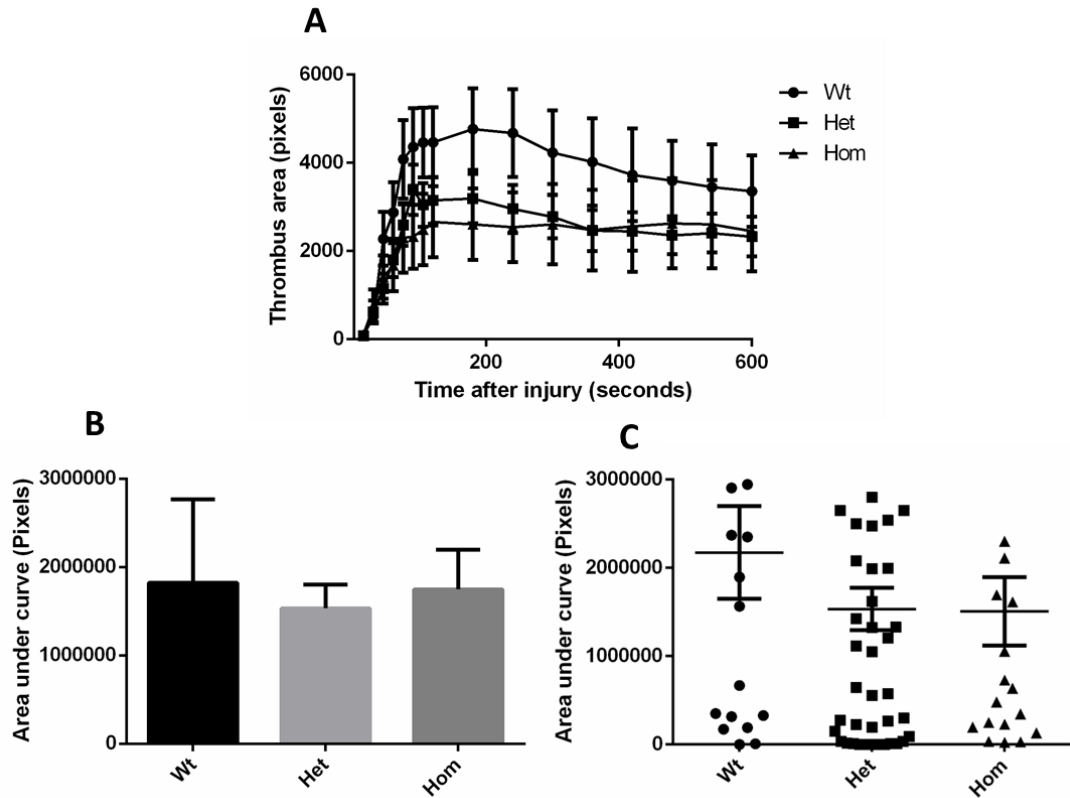 A
6000
4000
2000
0
Thrombus area (pixels)
200
400
600
Time after injury (seconds)
Wt
Het
Hom
B
3000000
2000000
1000000
0
Area under curve (Pixels)
Wt
Het
Hom
C
3000000
2000000
1000000
0
Area under curve (Pixels)
Wt
Het
Hom